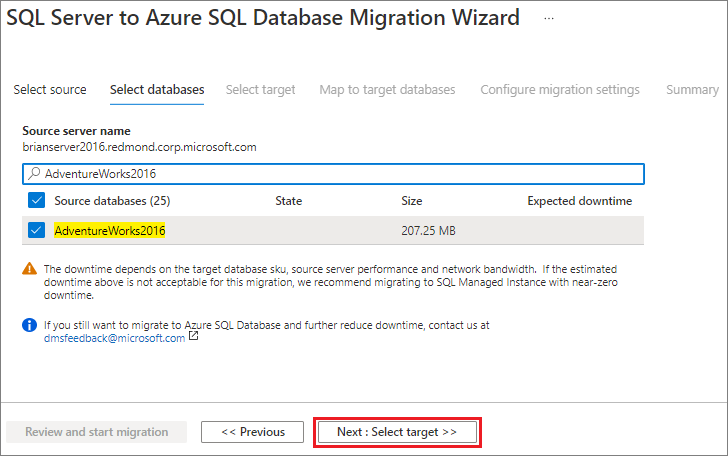 SQL Server to Azure SQL Database Migration Wizard ...
Select source Select databases Select target Map to target databases Configure migration settings Summary
Source server name
brianserver2016.redmond.corp.microsoft.com
AdventureWorks2016
Source databases (25) State Size Expected downtime
AdventureWorks2016 207.25 MB
The downtime depends on the target database sku, source server performance and network bandwidth. If the estimated
downtime above is not acceptable for this migration, we recommend migrating to SQL Managed Instance with near-zero
downtime.
If you still want to migrate to Azure SQL Database and further reduce downtime, contact us at
dmsfeedback@microsoft.com
Review and start migration << Previous Next : Select target >>